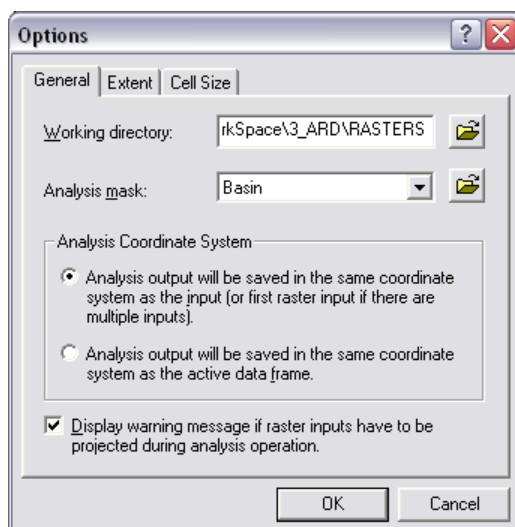 Options
General Extent Cell Size
Working directory: rkSpace\3_ARD\RASTERS
Analysis mask: Basin
Analysis Coordinate System
Analysis output will be saved in the same coordinate
system as the input (or first raster input if there are
multiple inputs).
Analysis output will be saved in the same coordinate
system as the active data frame.
Display warning message if raster inputs have to be
projected during analysis operation.
OK Cancel